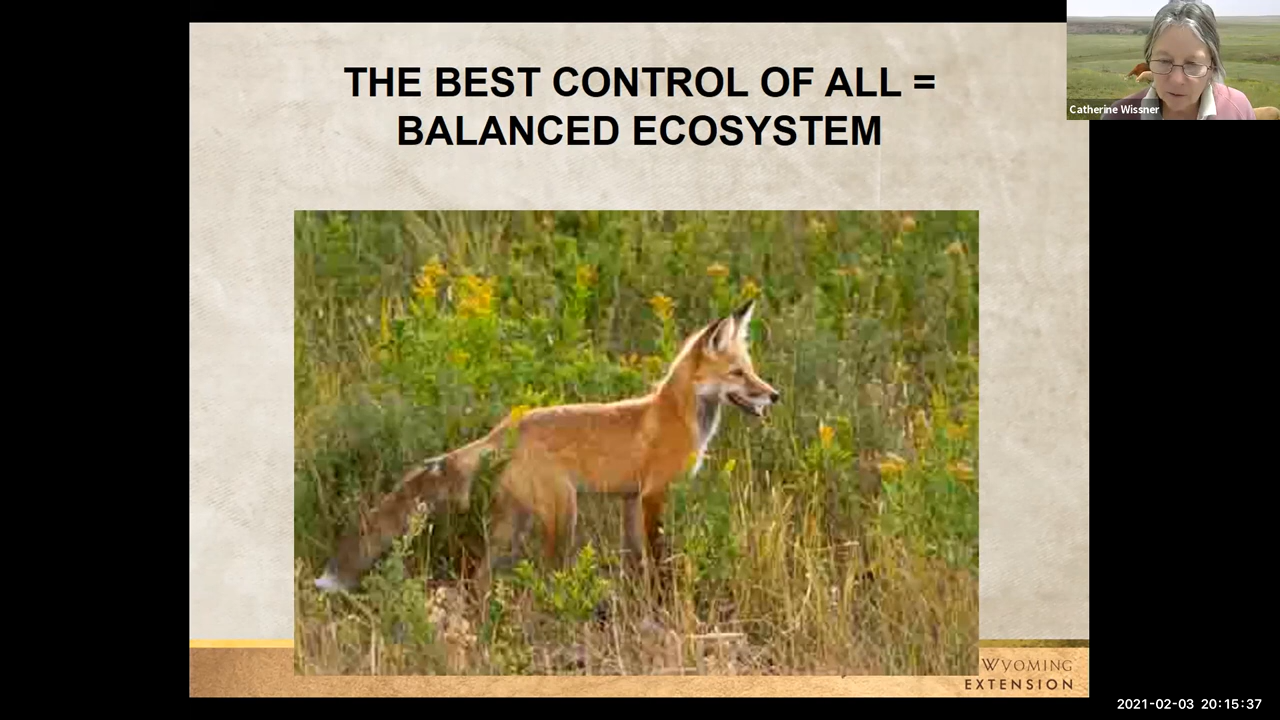 THE BEST CONTROL OF ALL =
BALANCED ECOSYSTEM
Catherine Wissner
WYOMING
EXTENSION
2021-02-03 20:15:37